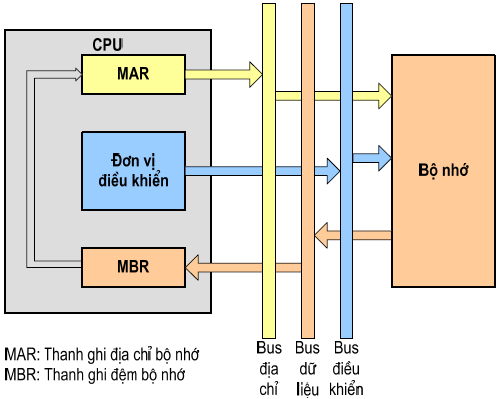 CPU
MAR
Đơn vị
điều khiển
Bộ nhớ
MBR
MAR: Thanh ghi địa chỉ bộ nhớ
MBR: Thanh ghi đệm bộ nhớ
Bus
địa
chỉ
Bus
dữ
liệu
Bus
điều
khiển